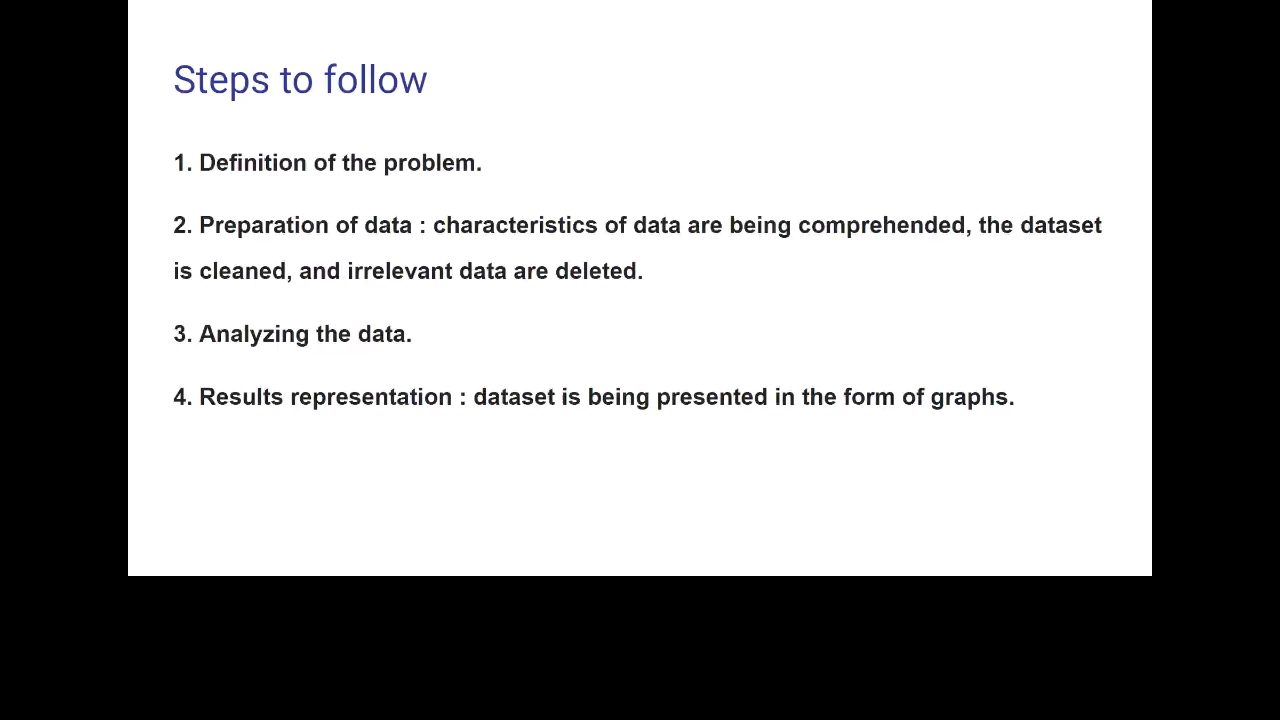 Steps to follow
1. Definition of the problem.
2. Preparation of data : characteristics of data are being comprehended, the dataset
is cleaned, and irrelevant data are deleted.
3. Analyzing the data.
4. Results representation : dataset is being presented in the form of graphs.